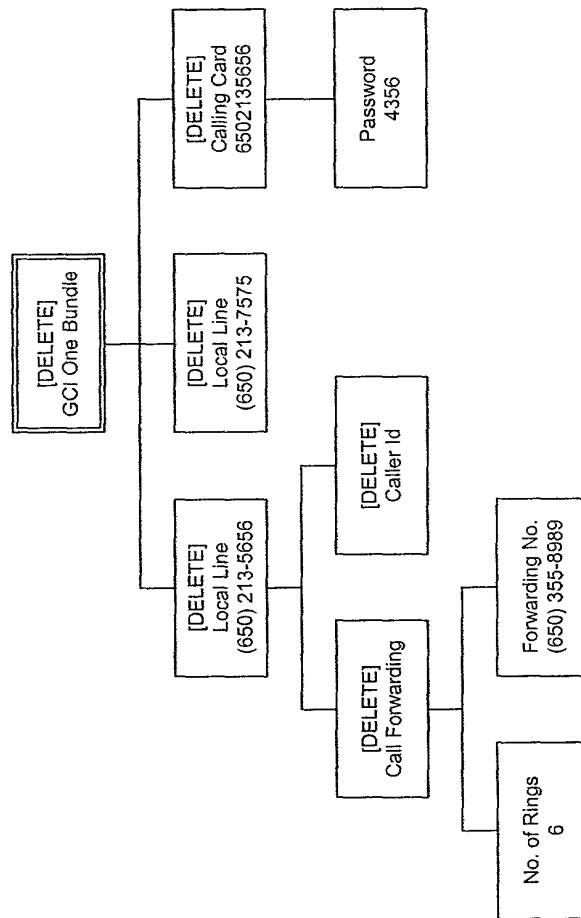 [DELETE]
GCI One Bundle
[DELETE]
Local Line
(650) 213-5656
[DELETE]
Local Line
(650) 213-7575
[DELETE]
Calling Card
6502135656
[DELETE]
Call Forwarding
[DELETE]
Caller Id
Password
4356
No. of Rings
6
Forwarding No.
(650) 355-8989